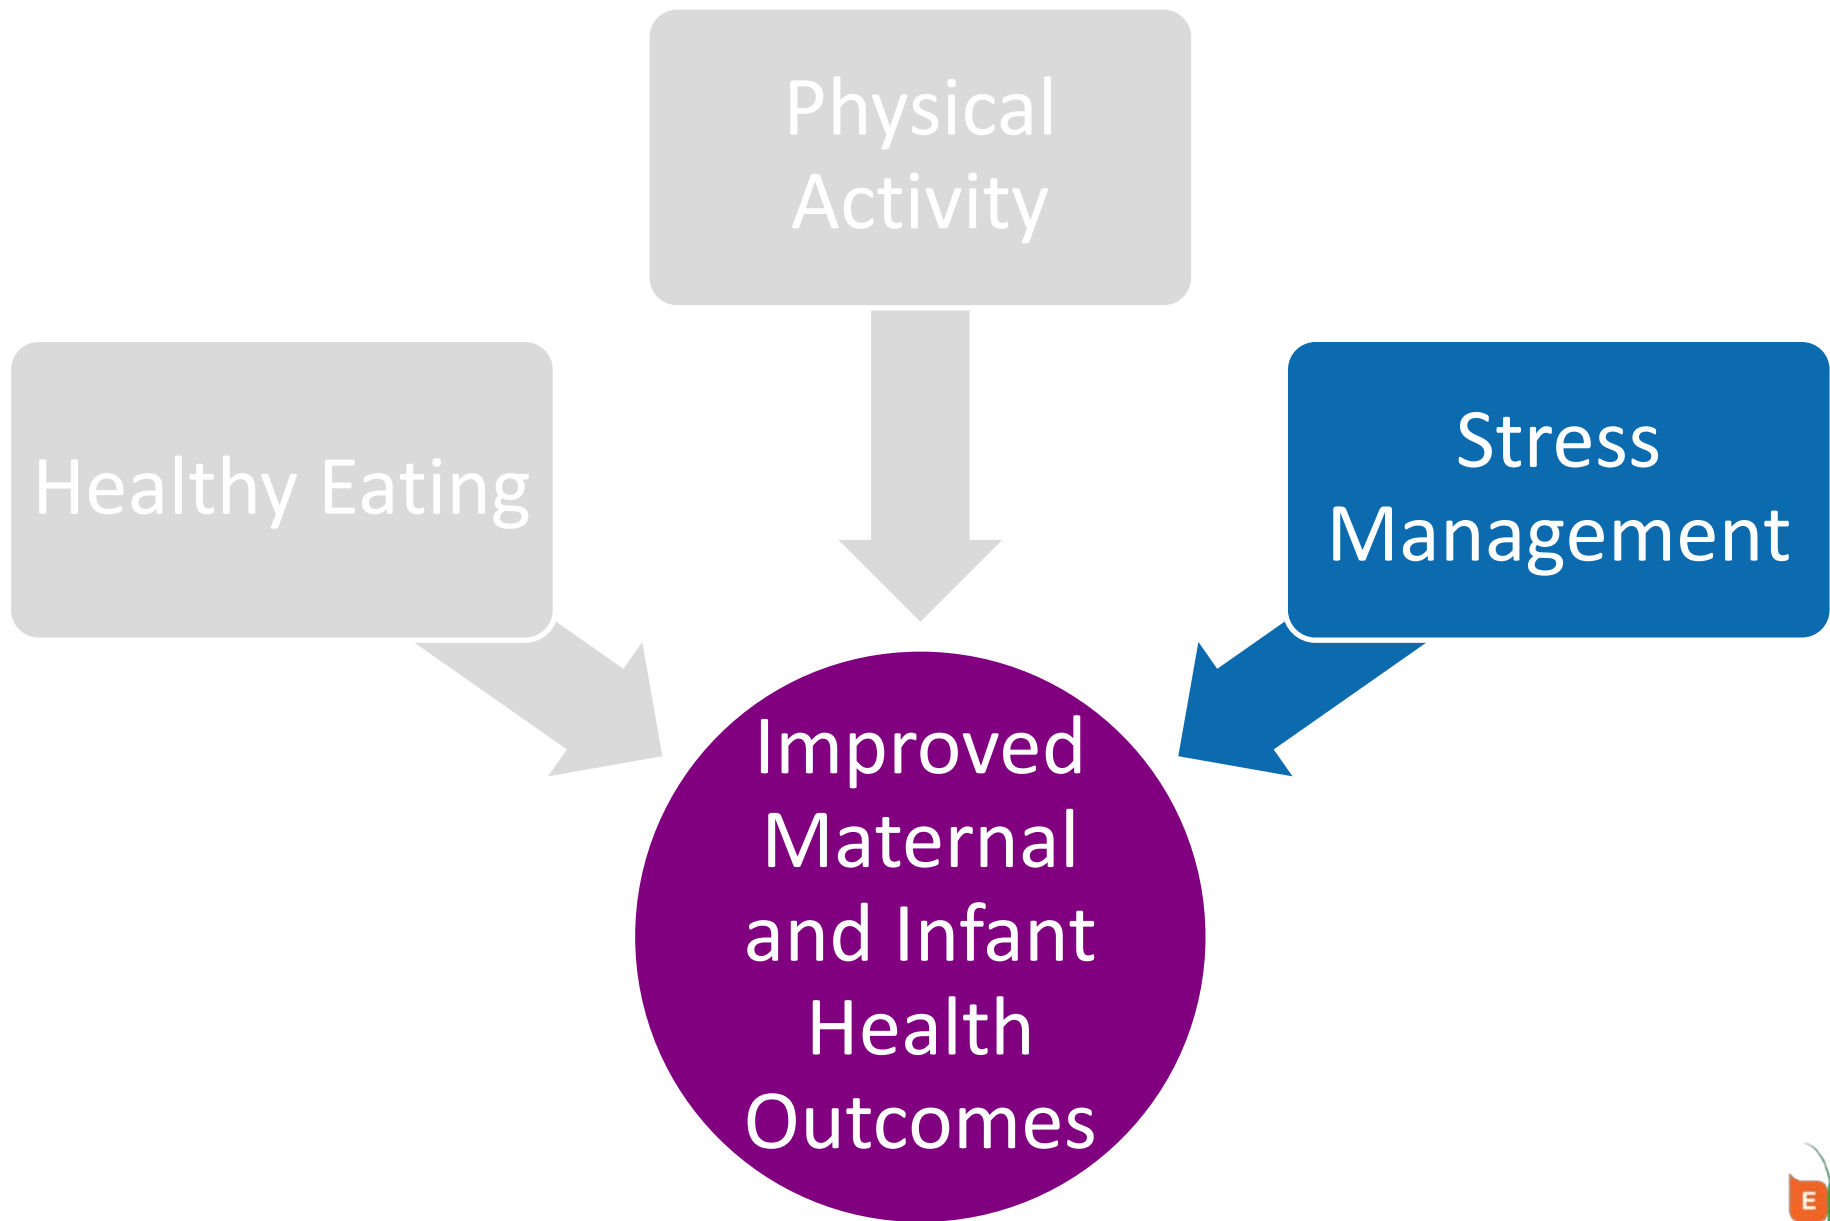 Physical
Activity
Healthy Eating
Stress
Management
Improved
Maternal
and Infant
Health
Outcomes
E